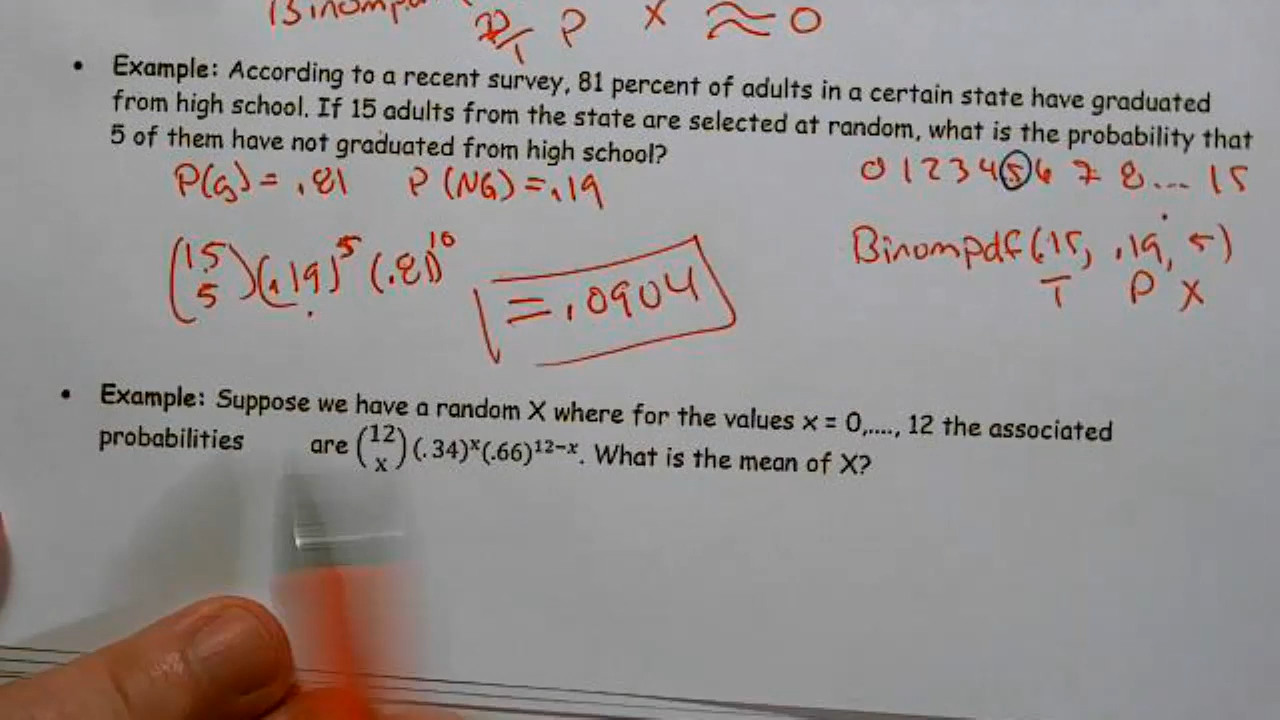 P X ≈ 0
• Example: According to a recent survey, 81 percent of adults in a certain state have graduated
from high school. If 15 adults from the state are selected at random, what is the probability that
5 of them have not graduated from high school?
P(G) = .81 P(NG) = .19
0 1 2 3 4 5 6 7 8 ... 15
(15 5)(.19)^5 (.81)^10
= .0904
Binompdf(15, .19, 5)
T P X
• Example: Suppose we have a random X where for the values x = 0,...., 12 the associated
probabilities are (12 x)(.34)^x(.66)^12−x. What is the mean of X?